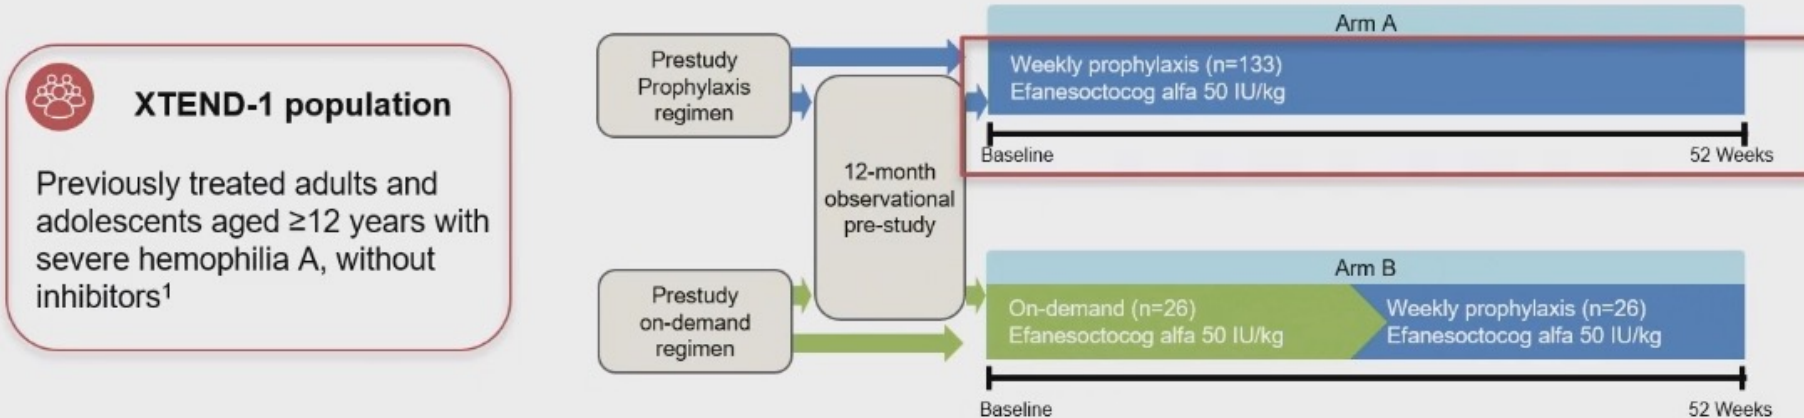 XTEND-1 population
Previously treated adults and
adolescents aged ≥12 years with
severe hemophilia A, without
inhibitors¹
Prestudy
Prophylaxis
regimen
12-month
observational
pre-study
Prestudy
on-demand
regimen
Arm A
Weekly prophylaxis (n=133)
Efanesoctocog alfa 50 IU/kg
Baseline
52 Weeks
Arm B
On-demand (n=26)
Efanesoctocog alfa 50 IU/kg
Weekly prophylaxis (n=26)
Efanesoctocog alfa 50 IU/kg
Baseline
52 Weeks